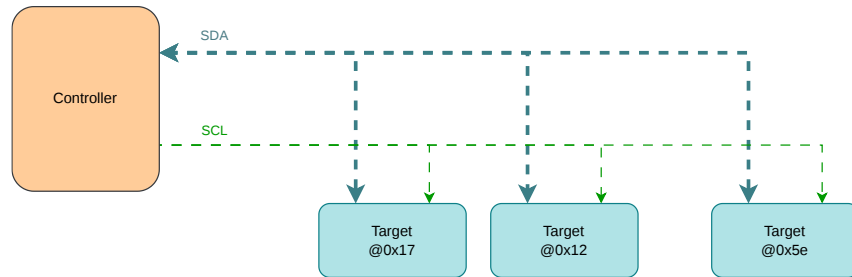 SDA
Controller
SCL
Target
@0x17
Target
@0x12
Target
@0x5e